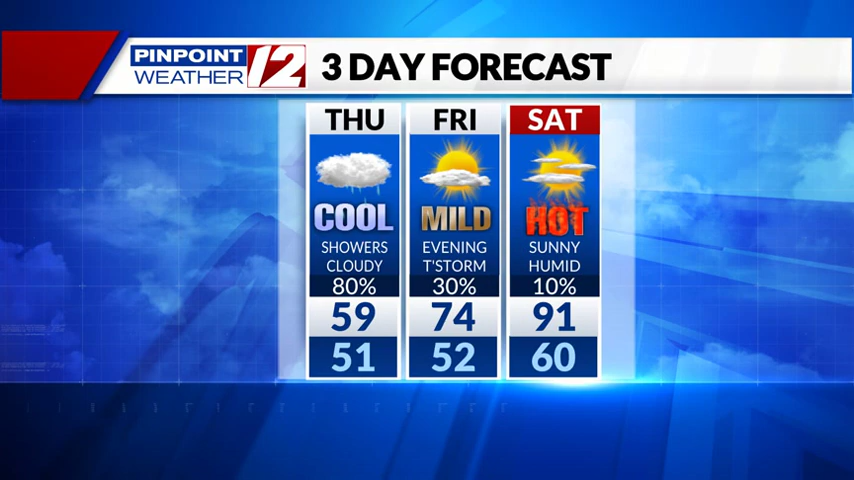 PINPOINT
WEATHER 12
3 DAY FORECAST
THU
COOL
SHOWERS
CLOUDY
80%
59
51
FRI
MILD
EVENING
T'STORM
30%
74
52
SAT
HOT
SUNNY
HUMID
10%
91
60